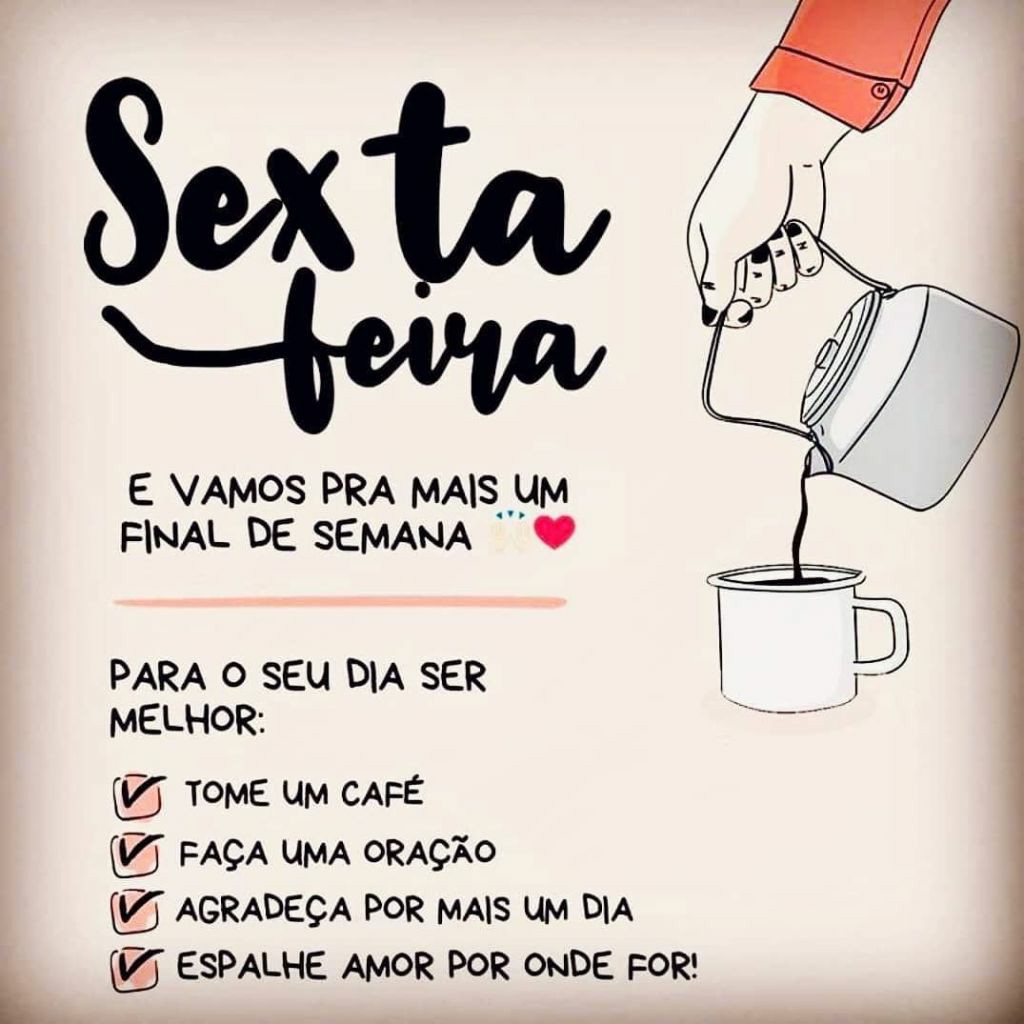 Sexta
feira
E VAMOS PRA MAIS UM
FINAL DE SEMANA 🙌🏻❤️
PARA O SEU DIA SER
MELHOR:
TOME UM CAFÉ
FAÇA UMA ORAÇÃO
AGRADEÇA POR MAIS UM DIA
ESPALHE AMOR POR ONDE FOR!